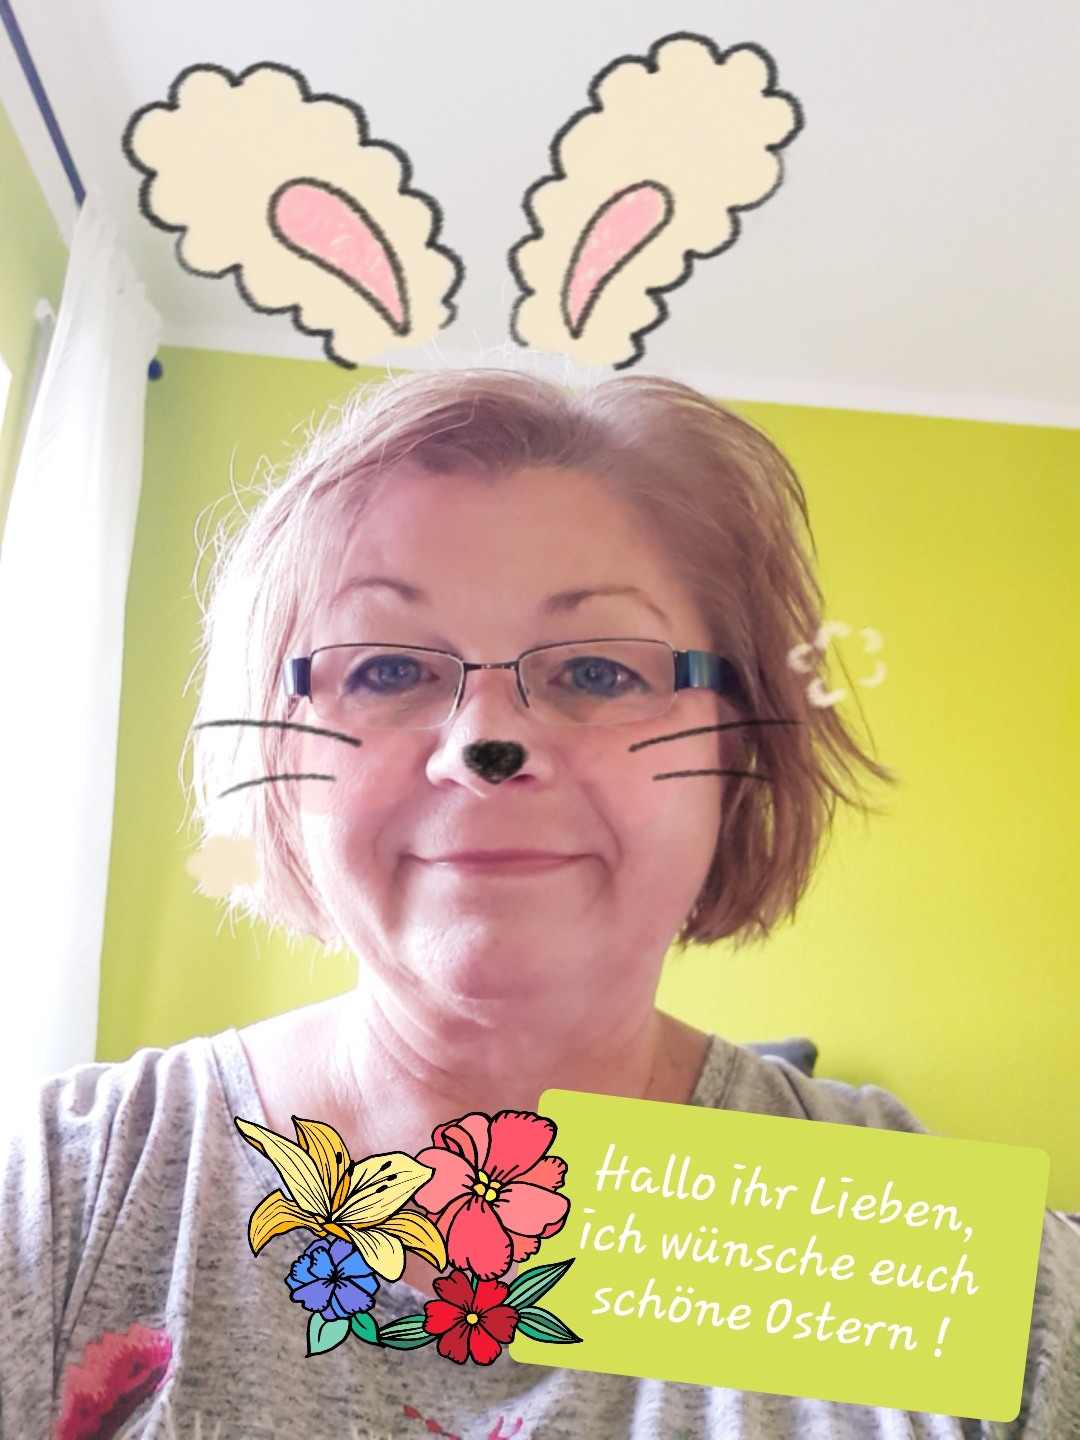 Hallo ihr Lieben,
ich wünsche euch
schöne Ostern !